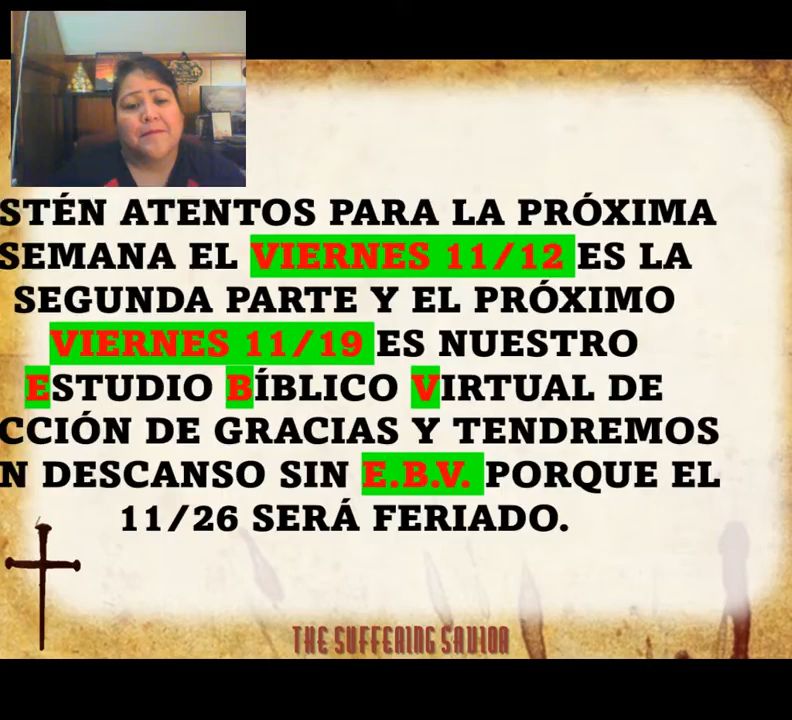 STÉN ATENTOS PARA LA PRÓXIMA
SEMANA EL VIERNES 11/12 ES LA
SEGUNDA PARTE Y EL PRÓXIMO
VIERNES 11/19 ES NUESTRO
ESTUDIO BÍBLICO VIRTUAL DE
CCIÓN DE GRACIAS Y TENDREMOS
N DESCANSO SIN E.B.V. PORQUE EL
11/26 SERÁ FERIADO.
THE SUFFERING SAVIOR